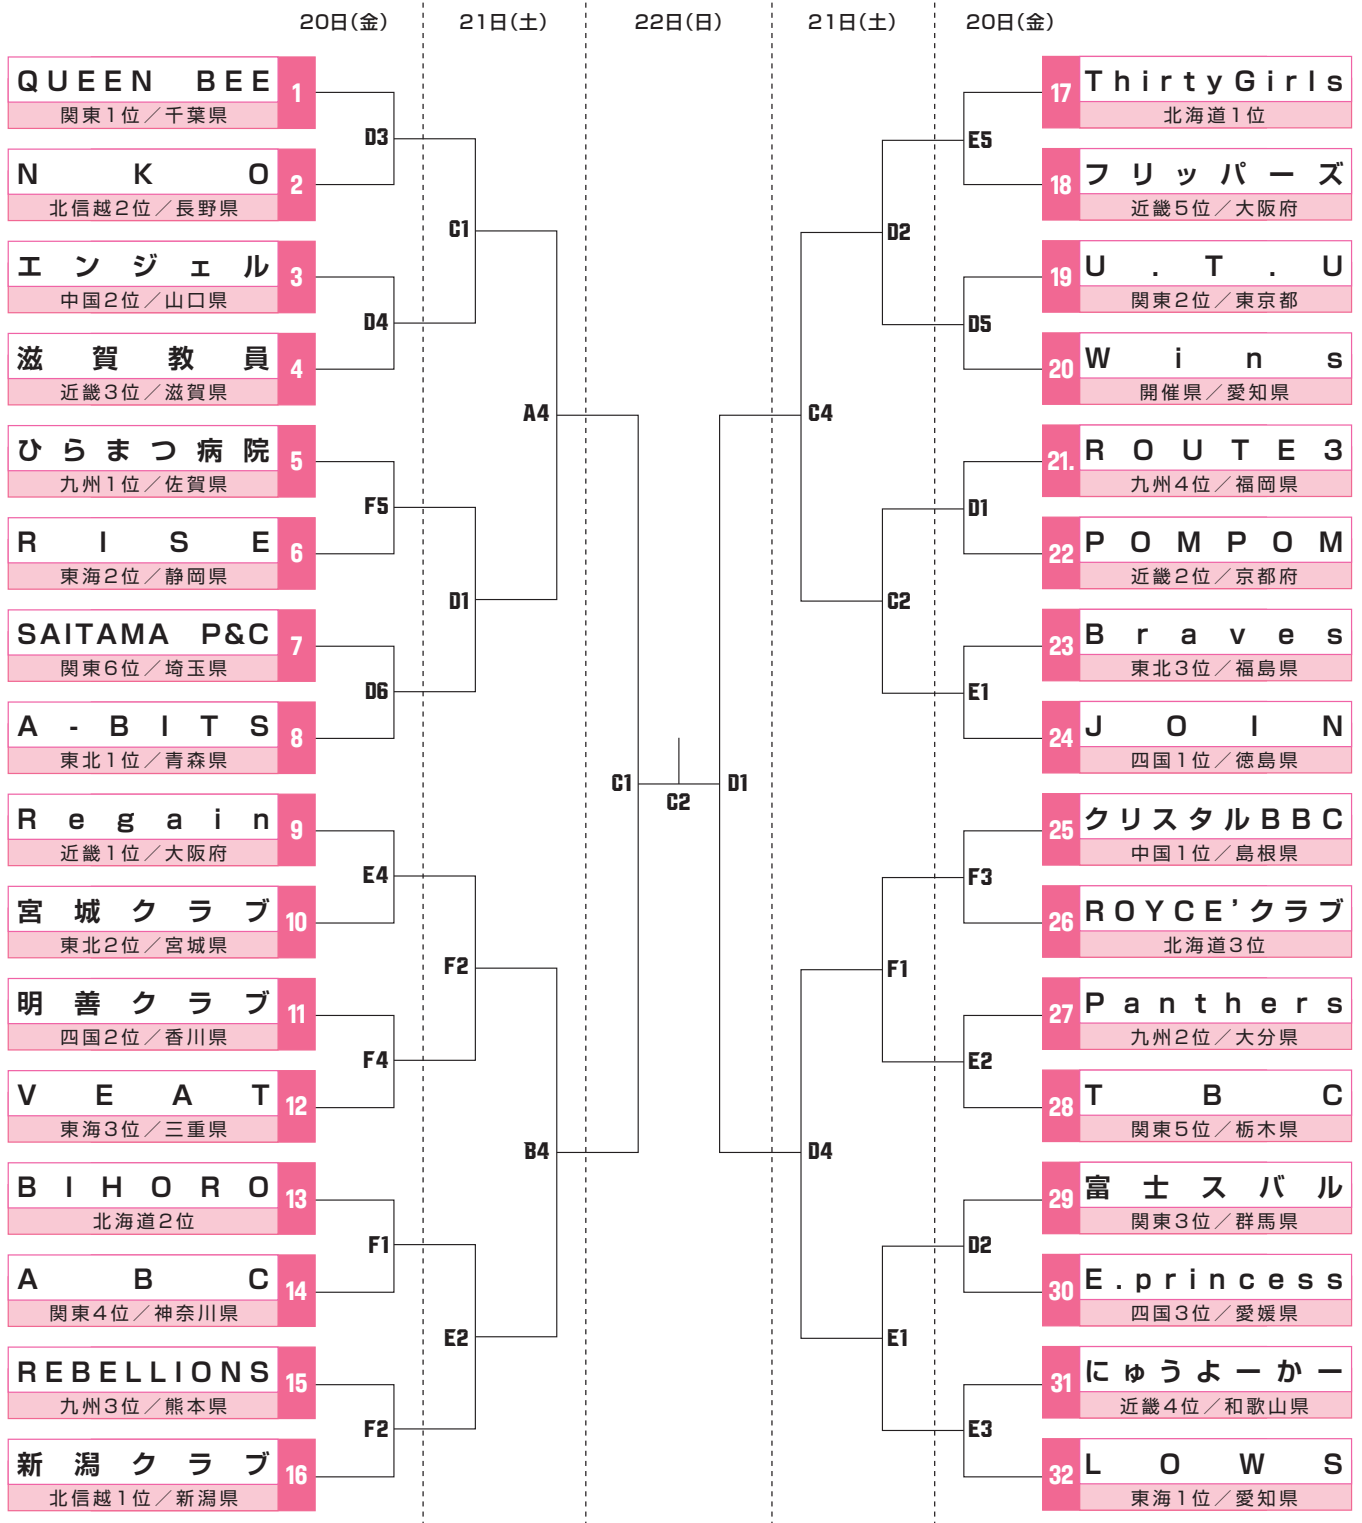 20日(金) 21日(土) 22日(日) 21日(土) 20日(金)
QUEEN BEE
関東1位／千葉県
1
NKO
北信越2位／長野県
2
エンジェル
中国2位／山口県
3
滋賀教員
近畿3位／滋賀県
4
ひらまつ病院
九州1位／佐賀県
5
RISE
東海2位／静岡県
6
SAITAMA P&C
関東6位／埼玉県
7
A-BITS
東北1位／青森県
8
Regain
近畿1位／大阪府
9
宮城クラブ
東北2位／宮城県
10
明善クラブ
四国2位／香川県
11
VEAT
東海3位／三重県
12
BIHORO
北海道2位
13
ABC
関東4位／神奈川県
14
REBELLIONS
九州3位／熊本県
15
新潟クラブ
北信越1位／新潟県
16
D3
D4
F5
D6
E4
F4
F1
F2
C1
D1
F2
E2
A4
B4
C1
C2
D1
C4
D4
D2
C2
F1
E1
E5
D5
D1
E1
F3
E2
D2
E3
17
ThirtyGirls
北海道1位
18
フリッパーズ
近畿5位／大阪府
19
U.T.U
関東2位／東京都
20
Wins
開催県／愛知県
21.
ROUTE3
九州4位／福岡県
22
POMPOM
近畿2位／京都府
23
Braves
東北3位／福島県
24
JOIN
四国1位／徳島県
25
クリスタルBBC
中国1位／島根県
26
ROYCE’クラブ
北海道3位
27
Panthers
九州2位／大分県
28
TBC
関東5位／栃木県
29
富士スバル
関東3位／群馬県
30
E.princess
四国3位／愛媛県
31
にゅうよーかー
近畿4位／和歌山県
32
LOWS
東海1位／愛知県